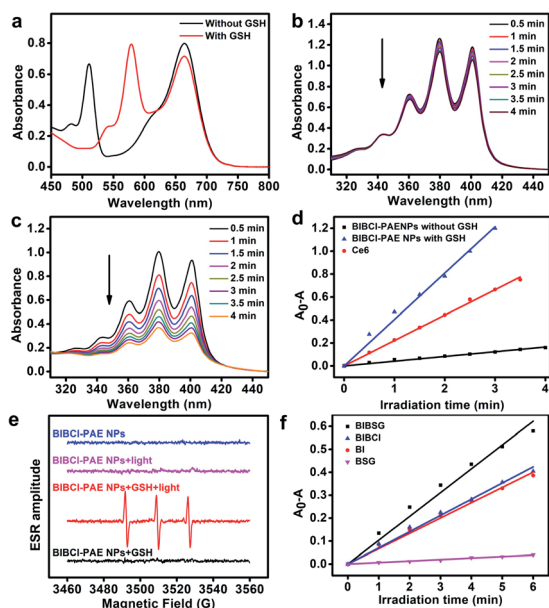 a
Without GSH
With GSH
Absorbance
0.8
0.6
0.4
0.2
0.0
450 500 550 600 650 700 750 800
Wavelength (nm)
b
0.5 min
1 min
1.5 min
2 min
2.5 min
3 min
3.5 min
4 min
Absorbance
1.5
1.2
0.9
0.6
0.3
0.0
320 340 360 380 400 420 440
Wavelength (nm)
c
0.5 min
1 min
1.5 min
2 min
2.5 min
3 min
3.5 min
4 min
Absorbance
1.2
1.0
0.8
0.6
0.4
0.2
0.0
320 340 360 380 400 420 440
Wavelength (nm)
d
BIBCI-PAENPs without GSH
BIBCI-PAE NPs with GSH
Ce6
A0-A
1.2
1.0
0.8
0.6
0.4
0.2
0.0
0 1 2 3 4
Irradiation time (min)
e
BIBCI-PAE NPs
BIBCI-PAE NPs+light
BIBCI-PAE NPs+GSH+light
BIBCI-PAE NPs+GSH
ESR amplitude
3460 3480 3500 3520 3540 3560
Magnetic Field (G)
f
BIBSG
BIBCI
BI
BSG
A0-A
0.7
0.6
0.5
0.4
0.3
0.2
0.1
0.0
0 1 2 3 4 5 6
Irradiation time (min)